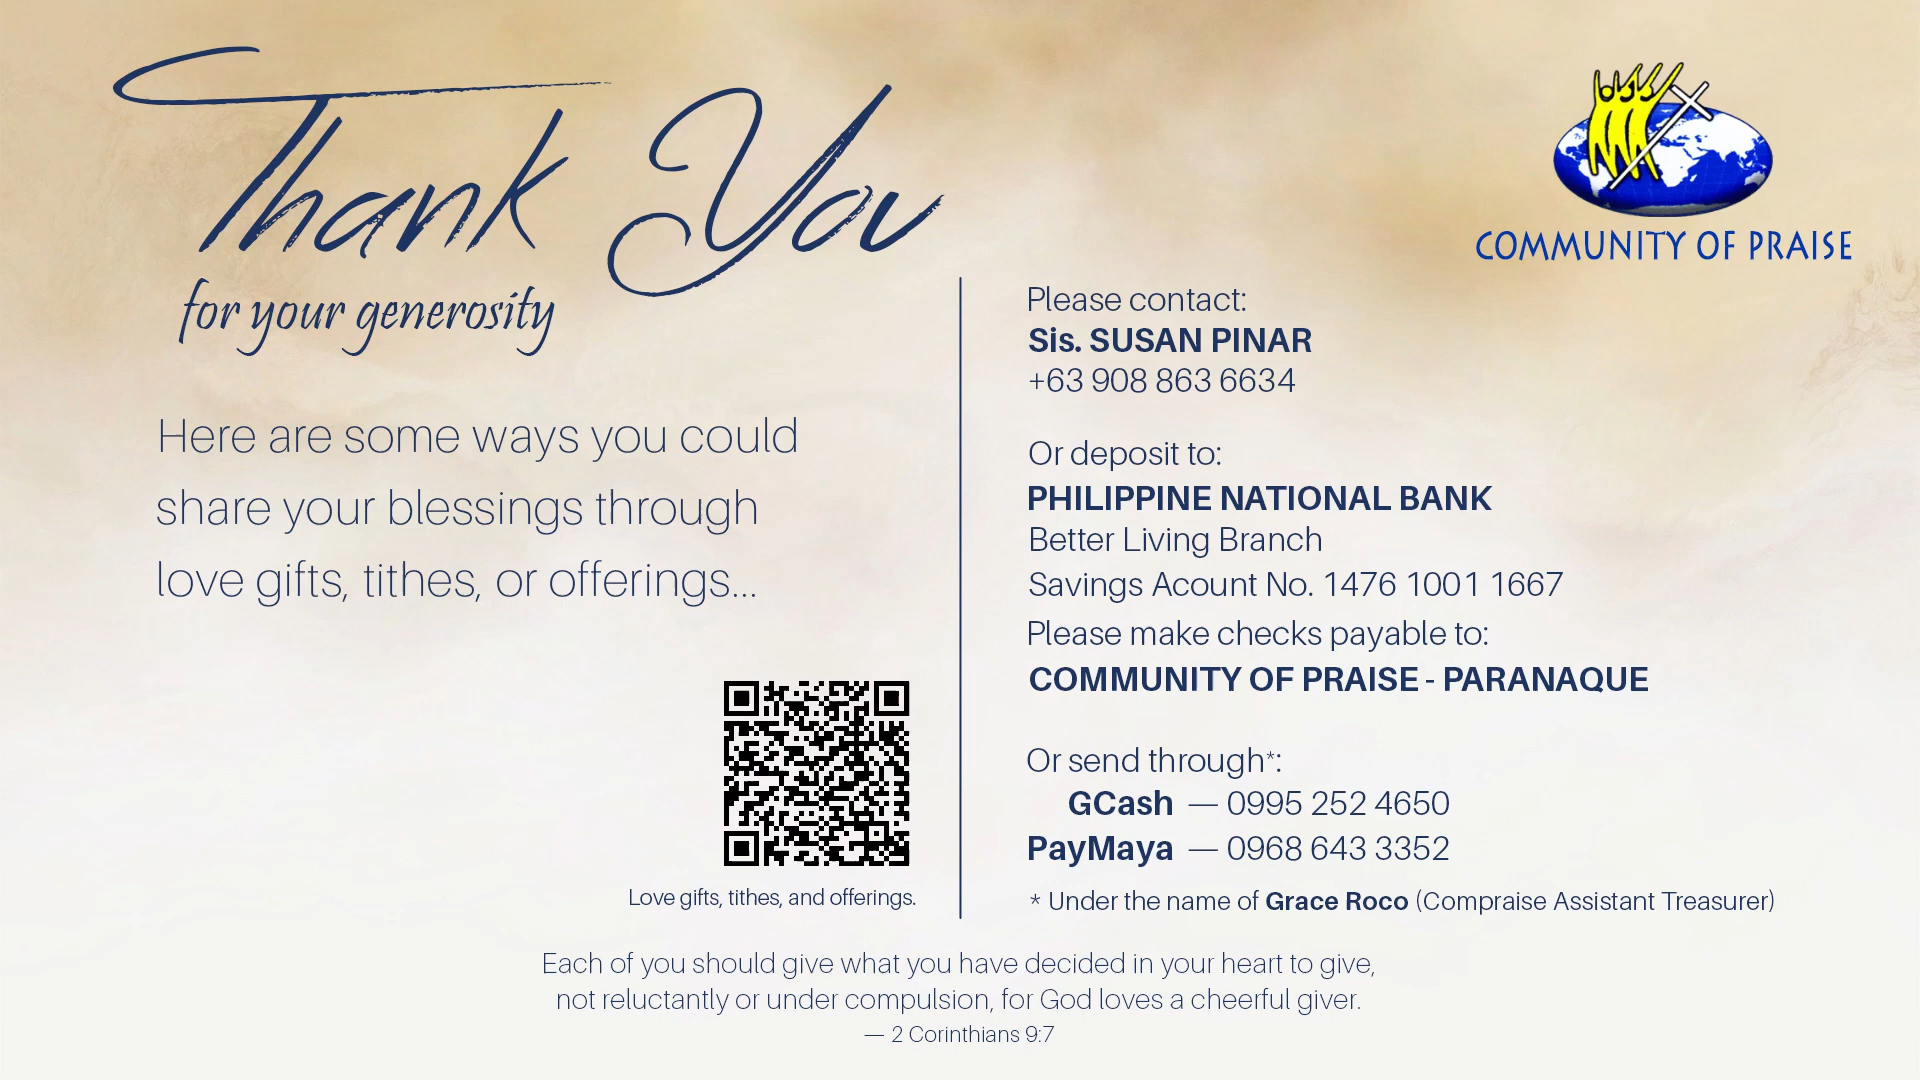 Thank You
for your generosity
Here are some ways you could
share your blessings through
love gifts, tithes, or offerings...
Love gifts, tithes, and offerings.
COMMUNITY OF PRAISE
Please contact:
Sis. SUSAN PINAR
+63 908 863 6634
Or deposit to:
PHILIPPINE NATIONAL BANK
Better Living Branch
Savings Acount No. 1476 1001 1667
Please make checks payable to:
COMMUNITY OF PRAISE - PARANAQUE
Or send through*:
GCash — 0995 252 4650
PayMaya — 0968 643 3352
* Under the name of Grace Roco (Compraise Assistant Treasurer)
Each of you should give what you have decided in your heart to give,
not reluctantly or under compulsion, for God loves a cheerful giver.
— 2 Corinthians 9:7